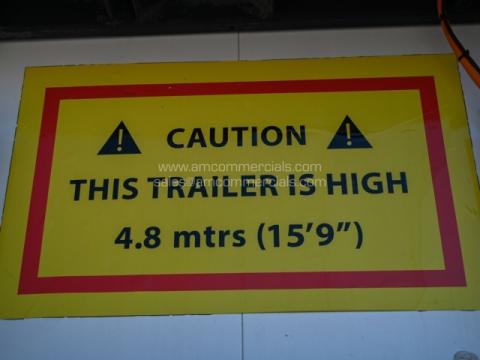 CAUTION
www.amcommercials.com
THIS TRAILER IS HIGH
sales@amcommercials.com
4.8 mtrs (15'9")